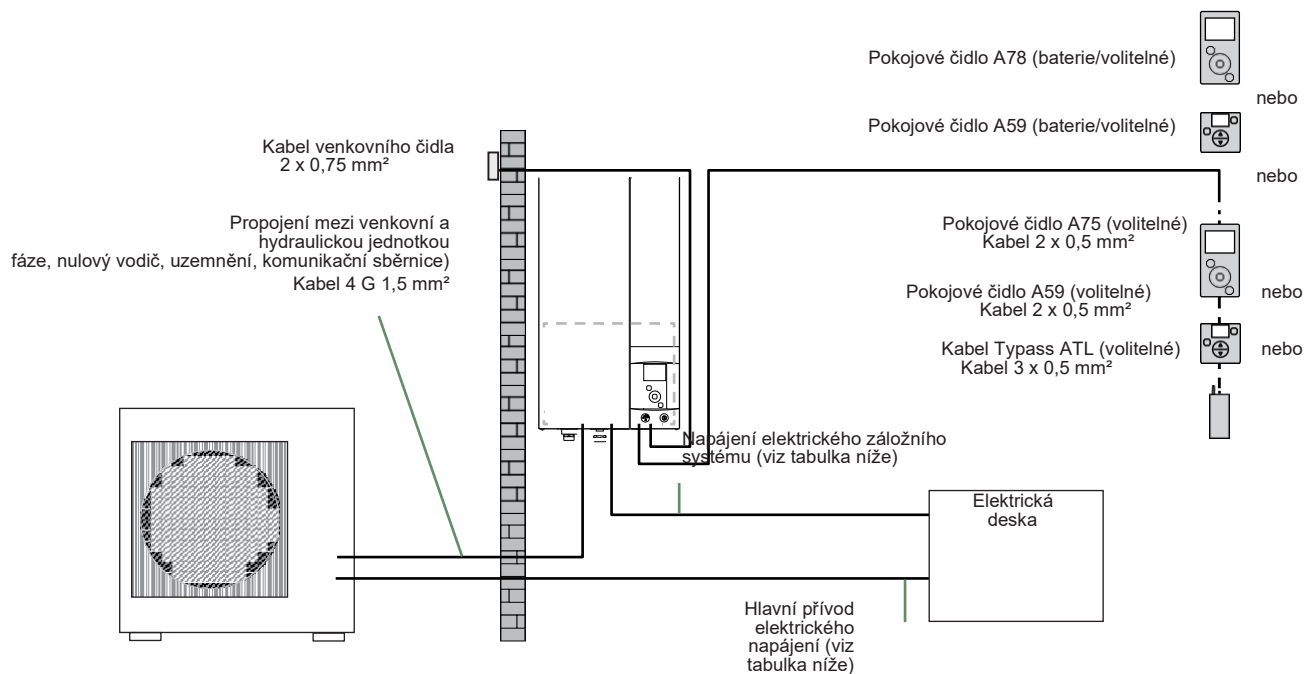 Pokojové čidlo A78 (baterie/volitelné)
nebo
Pokojové čidlo A59 (baterie/volitelné)
nebo
Kabel venkovního čidla
2 x 0,75 mm²
Propojení mezi venkovní a
hydraulickou jednotkou
fáze, nulový vodič, uzemnění, komunikační sběrnice)
Kabel 4 G 1,5 mm²
Pokojové čidlo A75 (volitelné)
Kabel 2 x 0,5 mm²
nebo
Pokojové čidlo A59 (volitelné)
Kabel 2 x 0,5 mm²
nebo
Kabel Typass ATL (volitelné)
Kabel 3 x 0,5 mm²
Napájení elektrického záložního
systému (viz tabulka níže)
Elektrická
deska
Hlavní přívod
elektrického
napájení (viz
tabulka níže)